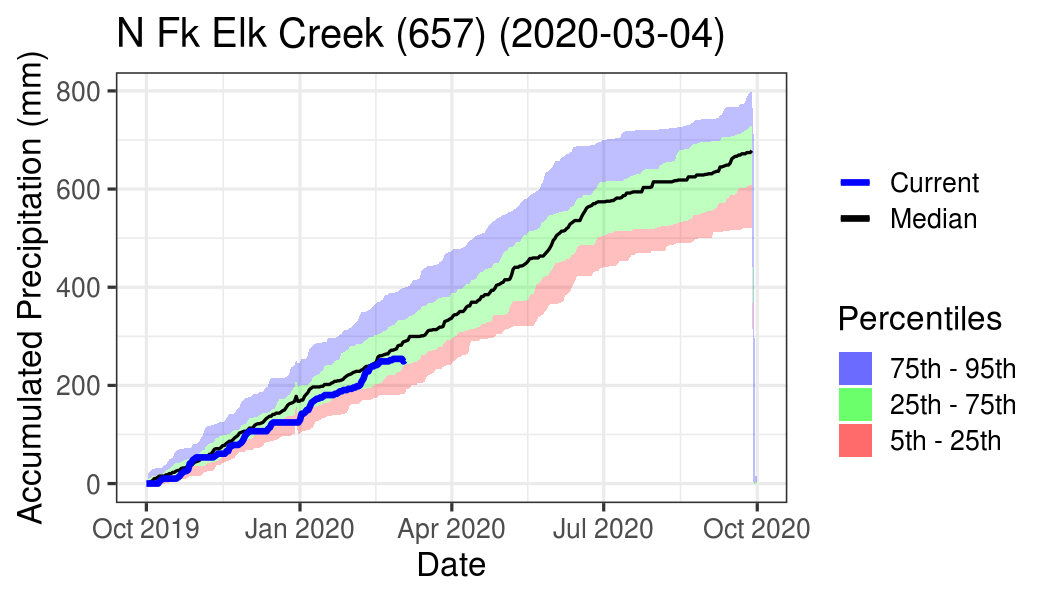 N Fk Elk Creek (657) (2020-03-04)
Accumulated Precipitation (mm)
800
600
400
200
0
Oct 2019 Jan 2020 Apr 2020 Jul 2020 Oct 2020
Date
Current
Median
Percentiles
75th - 95th
25th - 75th
5th - 25th